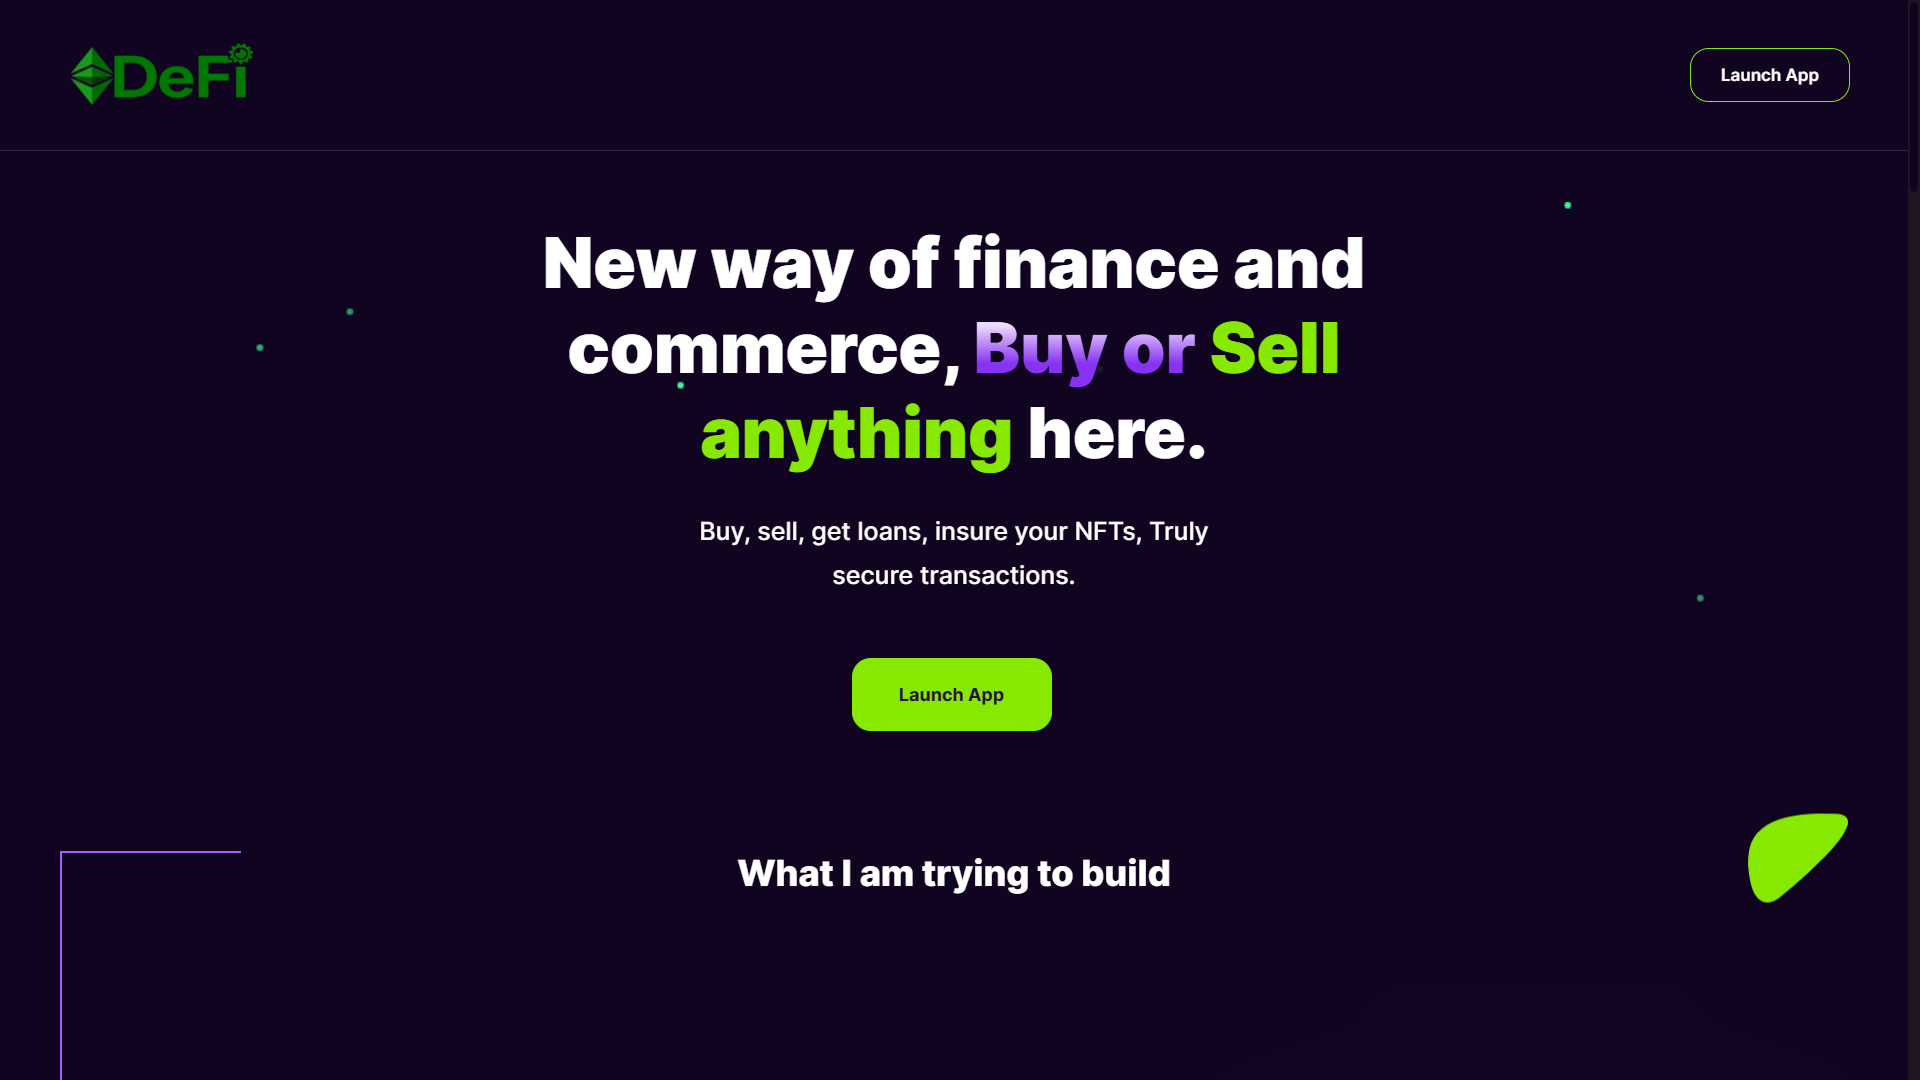 DeFi
Launch App
New way of finance and
commerce, Buy or Sell
anything here.
Buy, sell, get loans, insure your NFTs, Truly
secure transactions.
Launch App
What I am trying to build